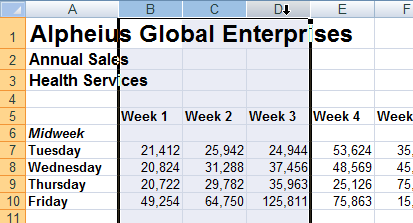 A B C D E F
1 Alpheius Global Enterprises
2 Annual Sales
3 Health Services
4
5 Week 1 Week 2 Week 3 Week 4 Week
6 Midweek
7 Tuesday 21,412 25,942 24,944 53,624 35,
8 Wednesday 20,824 31,288 37,456 48,569 45,
9 Thursday 20,722 29,782 35,963 25,126 75,
10 Friday 49,254 64,750 125,811 75,863 15,
11